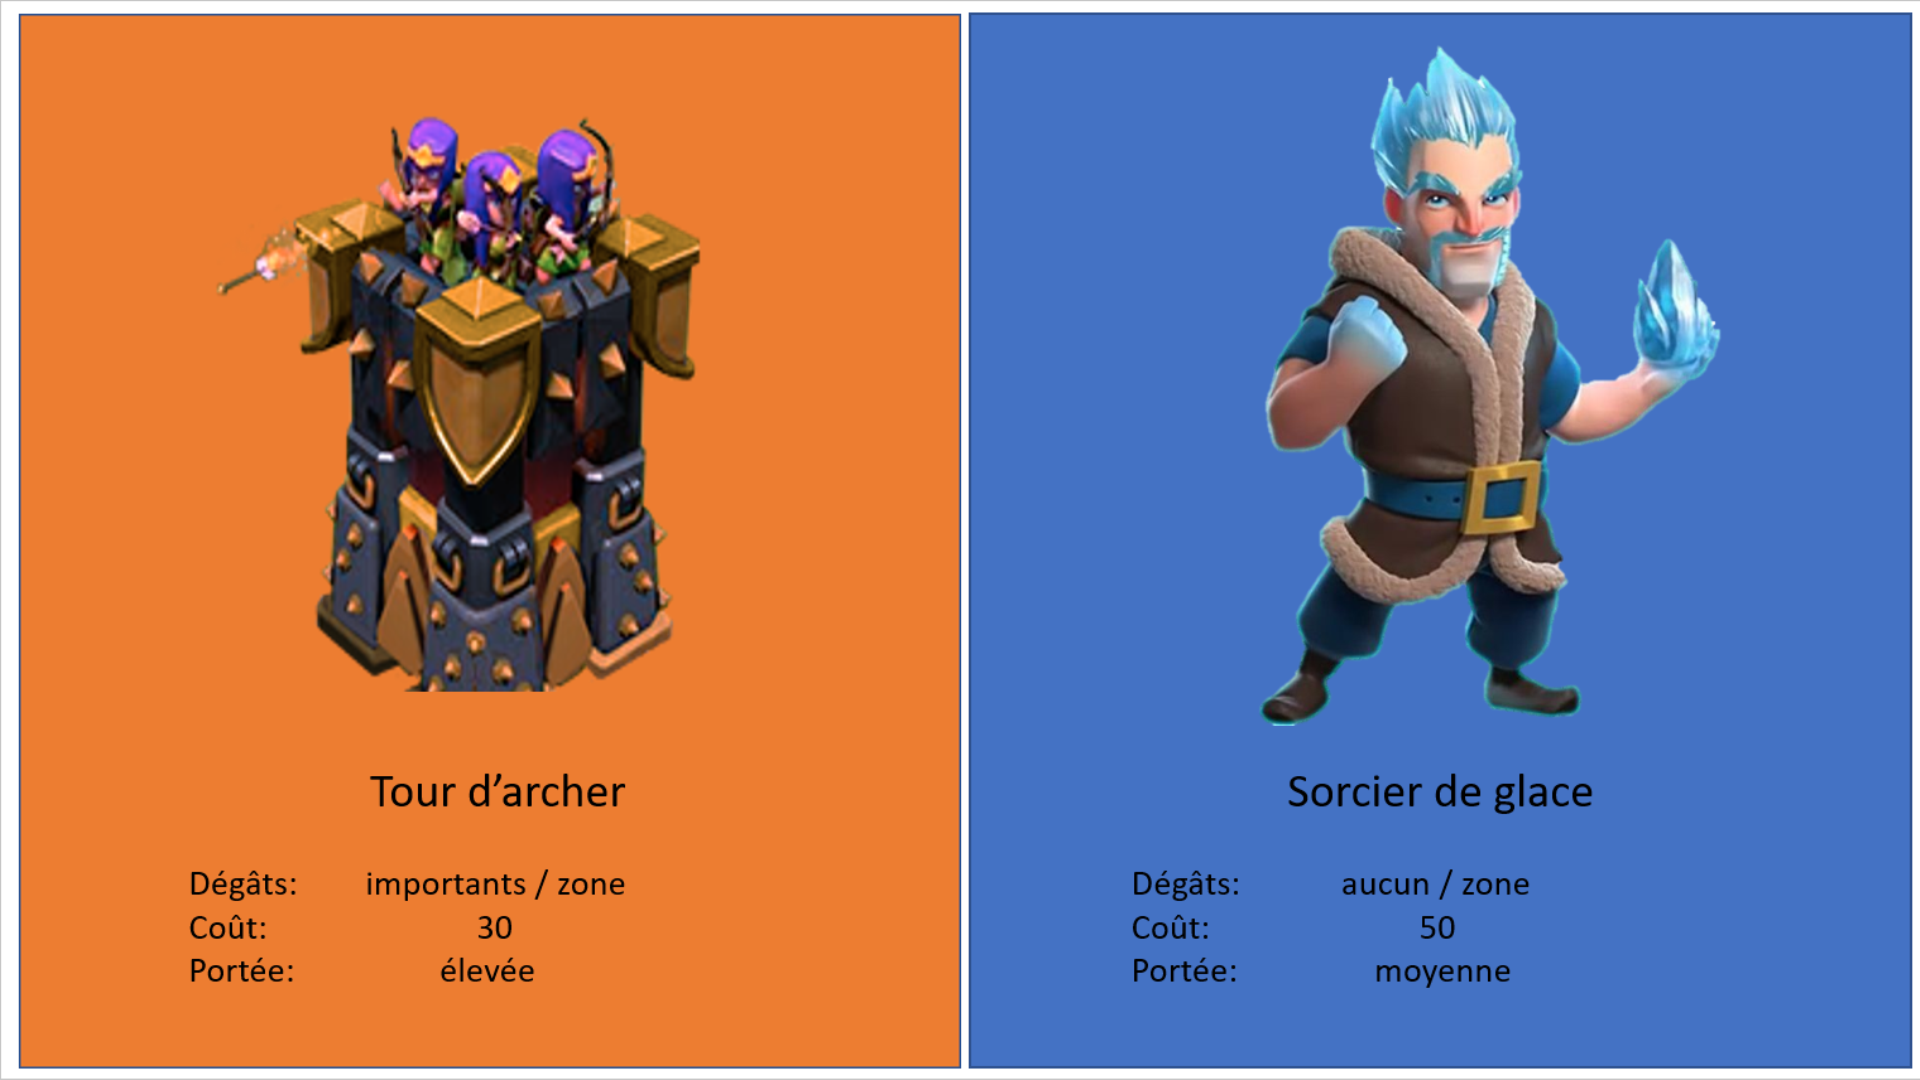 Tour d’archer
Dégâts: importants / zone
Coût: 30
Portée: élevée
Sorcier de glace
Dégâts: aucun / zone
Coût: 50
Portée: moyenne